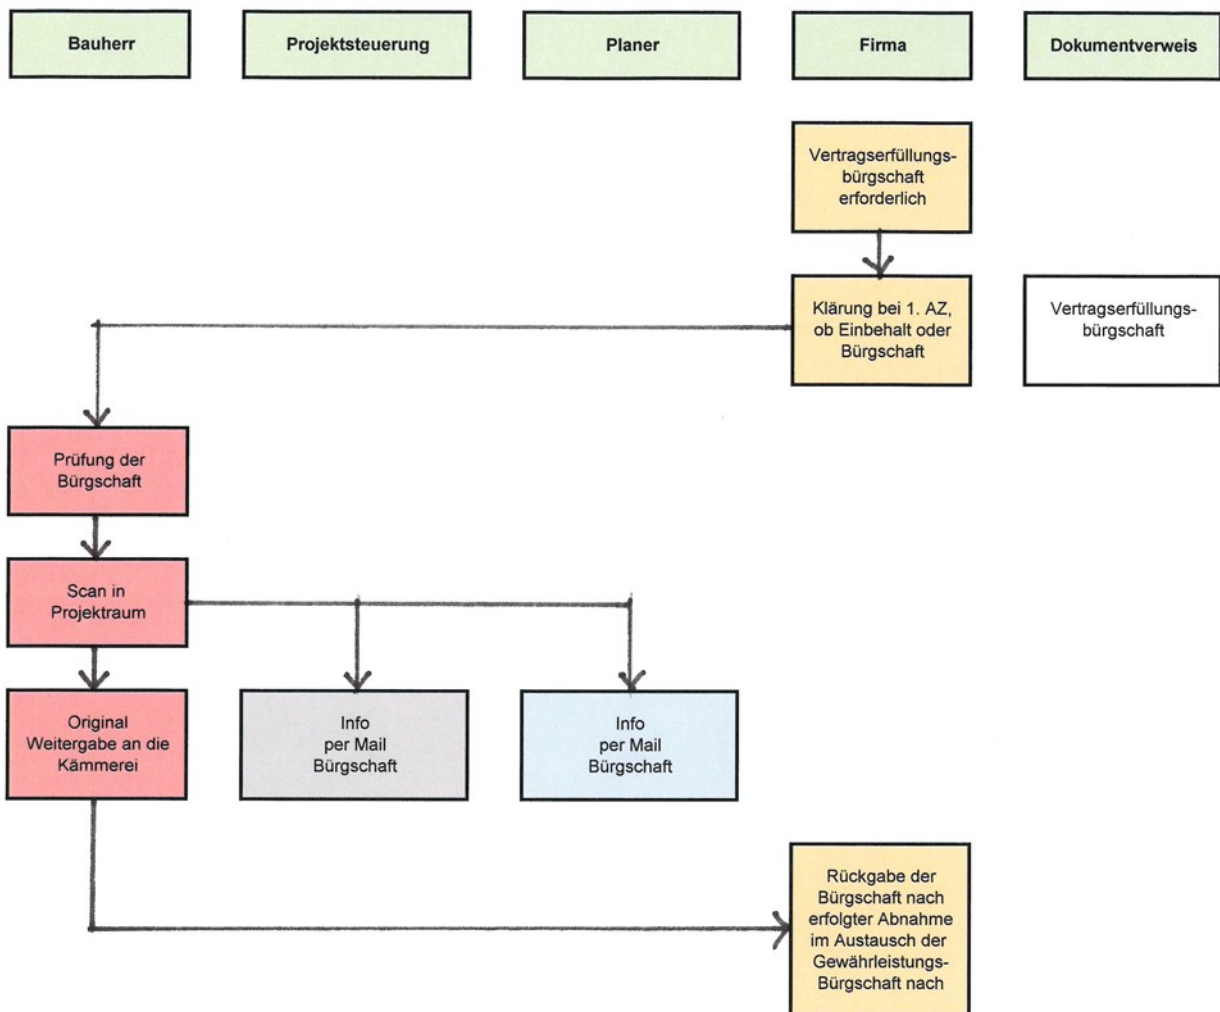 Bauherr
Projektsteuerung
Planer
Firma
Dokumentverweis
Vertragserfüllungs-
bürgschaft
erforderlich
Klärung bei 1. AZ,
ob Einbehalt oder
Bürgschaft
Vertragserfüllungs-
bürgschaft
Prüfung der
Bürgschaft
Scan in
Projektraum
Original
Weitergabe an die
Kämmerei
Info
per Mail
Bürgschaft
Info
per Mail
Bürgschaft
Rückgabe der
Bürgschaft nach
erfolgter Abnahme
im Austausch der
Gewährleistungs-
Bürgschaft nach